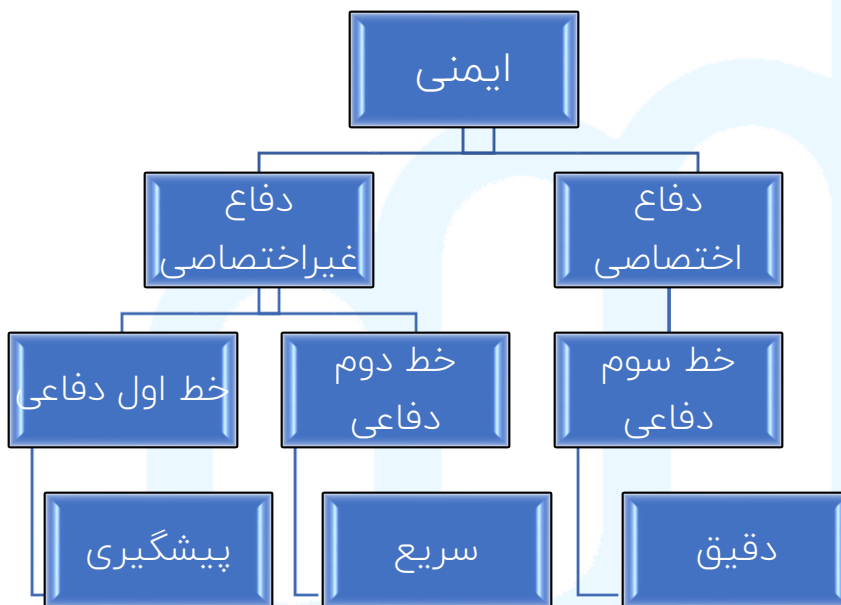 ایمنی
دفاع
اختصاصی
دفاع
غیراختصاصی
خط سوم
دفاعی
خط دوم
دفاعی
خط اول دفاعی
دقیق
سریع
پیشگیری